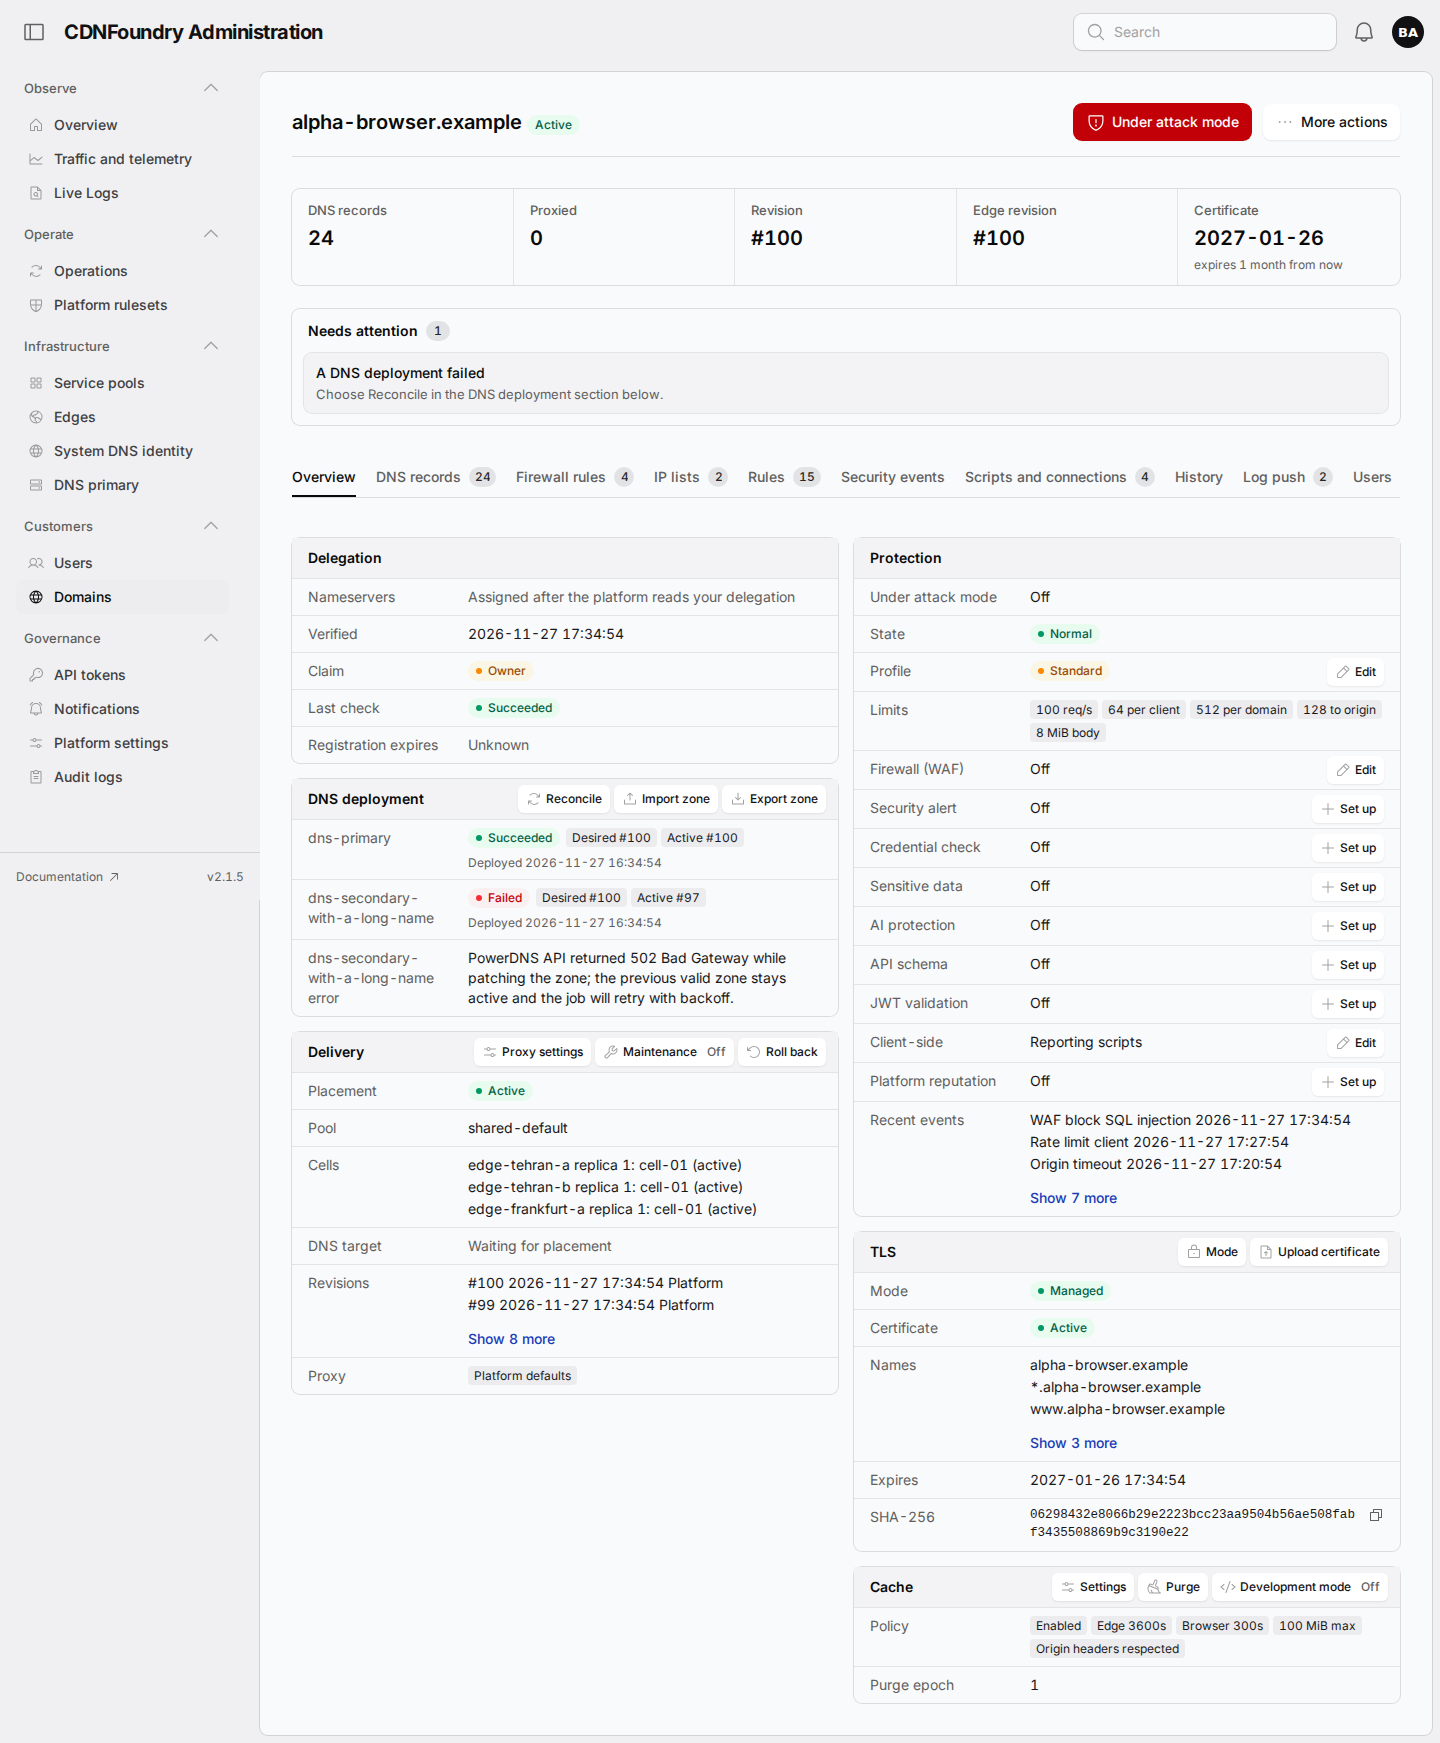 CDNFoundry Administration
Search
BA
Observe
Overview
Traffic and telemetry
Live Logs
Operate
Operations
Platform rulesets
Infrastructure
Service pools
Edges
System DNS identity
DNS primary
Customers
Users
Domains
Governance
API tokens
Notifications
Platform settings
Audit logs
Documentation
v2.1.5
alpha-browser.example Active
Under attack mode
More actions
DNS records
24
Proxied
0
Revision
#100
Edge revision
#100
Certificate
2027-01-26
expires 1 month from now
Needs attention 1
A DNS deployment failed
Choose Reconcile in the DNS deployment section below.
Overview DNS records 24 Firewall rules 4 IP lists 2 Rules 15 Security events Scripts and connections 4 History Log push 2 Users
Delegation
Nameservers Assigned after the platform reads your delegation
Verified 2026-11-27 17:34:54
Claim Owner
Last check Succeeded
Registration expires Unknown
DNS deployment Reconcile Import zone Export zone
dns-primary Succeeded Desired #100 Active #100
Deployed 2026-11-27 16:34:54
dns-secondary-
with-a-long-name
Failed Desired #100 Active #97
Deployed 2026-11-27 16:34:54
dns-secondary-
with-a-long-name
error
PowerDNS API returned 502 Bad Gateway while
patching the zone; the previous valid zone stays
active and the job will retry with backoff.
Delivery Proxy settings Maintenance Off Roll back
Placement Active
Pool shared-default
Cells edge-tehran-a replica 1: cell-01 (active)
edge-tehran-b replica 1: cell-01 (active)
edge-frankfurt-a replica 1: cell-01 (active)
DNS target Waiting for placement
Revisions #100 2026-11-27 17:34:54 Platform
#99 2026-11-27 17:34:54 Platform
Show 8 more
Proxy Platform defaults
Protection
Under attack mode Off
State Normal
Profile Standard Edit
Limits 100 req/s 64 per client 512 per domain 128 to origin
8 MiB body
Firewall (WAF) Off Edit
Security alert Off Set up
Credential check Off Set up
Sensitive data Off Set up
AI protection Off Set up
API schema Off Set up
JWT validation Off Set up
Client-side Reporting scripts Edit
Platform reputation Off Set up
Recent events WAF block SQL injection 2026-11-27 17:34:54
Rate limit client 2026-11-27 17:27:54
Origin timeout 2026-11-27 17:20:54
Show 7 more
TLS Mode Upload certificate
Mode Managed
Certificate Active
Names alpha-browser.example
*.alpha-browser.example
www.alpha-browser.example
Show 3 more
Expires 2027-01-26 17:34:54
SHA-256 06298432e8066b29e2223bcc23aa9504b56ae508fab
f3435508869b9c3190e22
Cache Settings Purge Development mode Off
Policy Enabled Edge 3600s Browser 300s 100 MiB max
Origin headers respected
Purge epoch 1